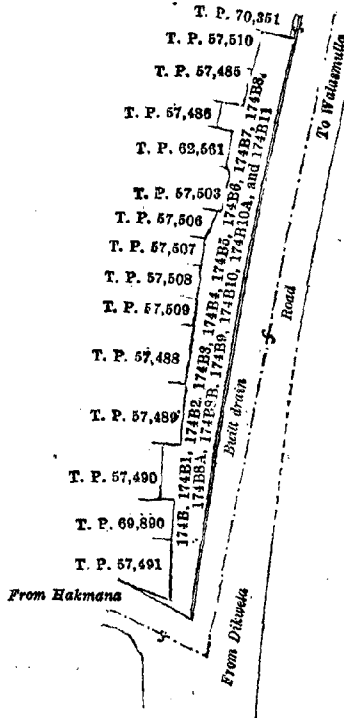 T. P. 70,351
T. P. 57,510
T. P. 57,485
T. P. 57,486
T. P. 62,561
T. P. 57,503
T. P. 57,506
T. P. 57,507
T. P. 57,508
T. P. 57,509
T. P. 57,488
T. P. 57,489
T. P. 57,490
T. P. 69,890
T. P. 57,491
174B, 174B1, 174B2, 174B3, 174B4, 174B5, 174B6, 174B7, 174B8,
174B8A, 174B9, 174B10, 174B10A, and 174B11
Built drain
Road
To Walasmulla
From Hakmana
From Dikwela